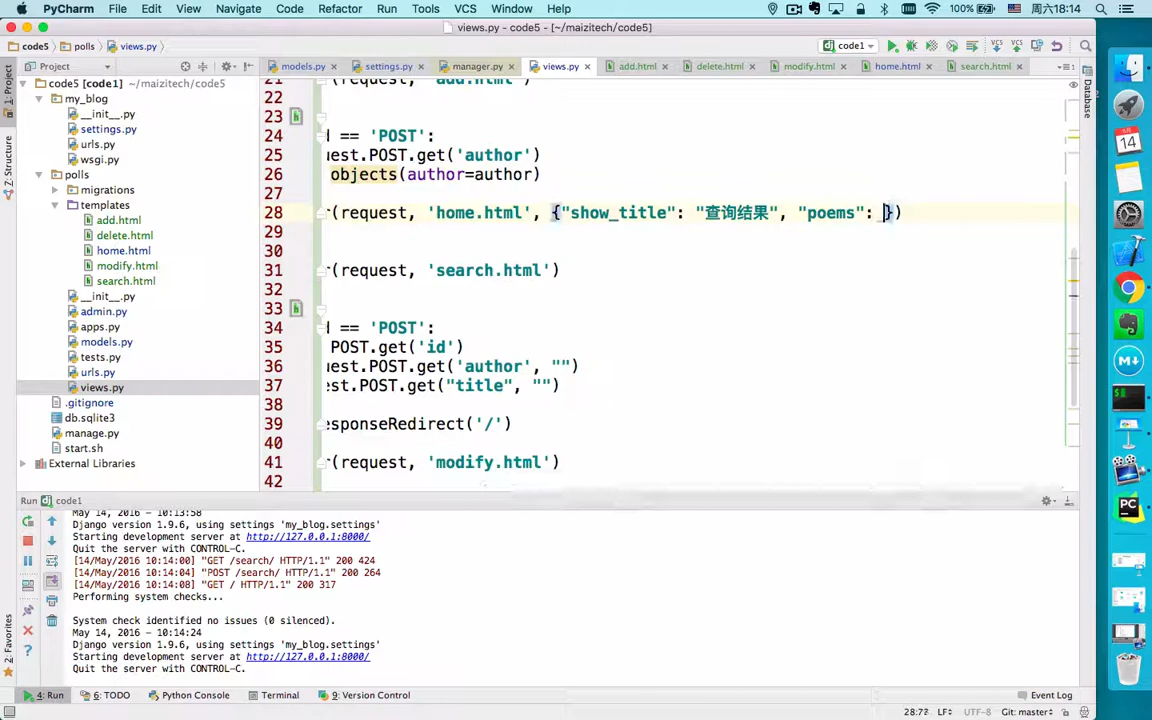 PyCharm File Edit View Navigate Code Refactor Run Tools VCS Window Help 100% 周六18:14
views.py - code5 - [~/maizitech/code5]
code5 polls views.py code1
Project models.py settings.py manager.py views.py add.html delete.html modify.html home.html search.html
1: Project
Z: Structure
2: Favorites
Database
code5 [code1] ~/maizitech/code5
my_blog
__init__.py
settings.py
urls.py
wsgi.py
polls
migrations
templates
add.html
delete.html
home.html
modify.html
search.html
__init__.py
admin.py
apps.py
models.py
tests.py
urls.py
views.py
.gitignore
db.sqlite3
manage.py
start.sh
External Libraries
21 (request, 'add.html')
22
23
24 == 'POST':
25 uest.POST.get('author')
26 objects(author=author)
27
28 r(request, 'home.html', {"show_title": "查询结果", "poems": })
29
30
31 r(request, 'search.html')
32
33
34 d == 'POST':
35 POST.get('id')
36 uest.POST.get('author', "")
37 est.POST.get("title", "")
38
39 esponseRedirect('/')
40
41 r(request, 'modify.html')
42
Run code1
May 14, 2016 - 10:13:58
Django version 1.9.6, using settings 'my_blog.settings'
Starting development server at http://127.0.0.1:8000/
Quit the server with CONTROL-C.
[14/May/2016 10:14:00] "GET /search/ HTTP/1.1" 200 424
[14/May/2016 10:14:04] "POST /search/ HTTP/1.1" 200 264
[14/May/2016 10:14:08] "GET / HTTP/1.1" 200 317
Performing system checks...
System check identified no issues (0 silenced).
May 14, 2016 - 10:14:24
Django version 1.9.6, using settings 'my_blog.settings'
Starting development server at http://127.0.0.1:8000/
Quit the server with CONTROL-C.
4: Run 6: TODO Python Console Terminal 9: Version Control Event Log
28:72 LF UTF-8 Git: master
14
M
PC